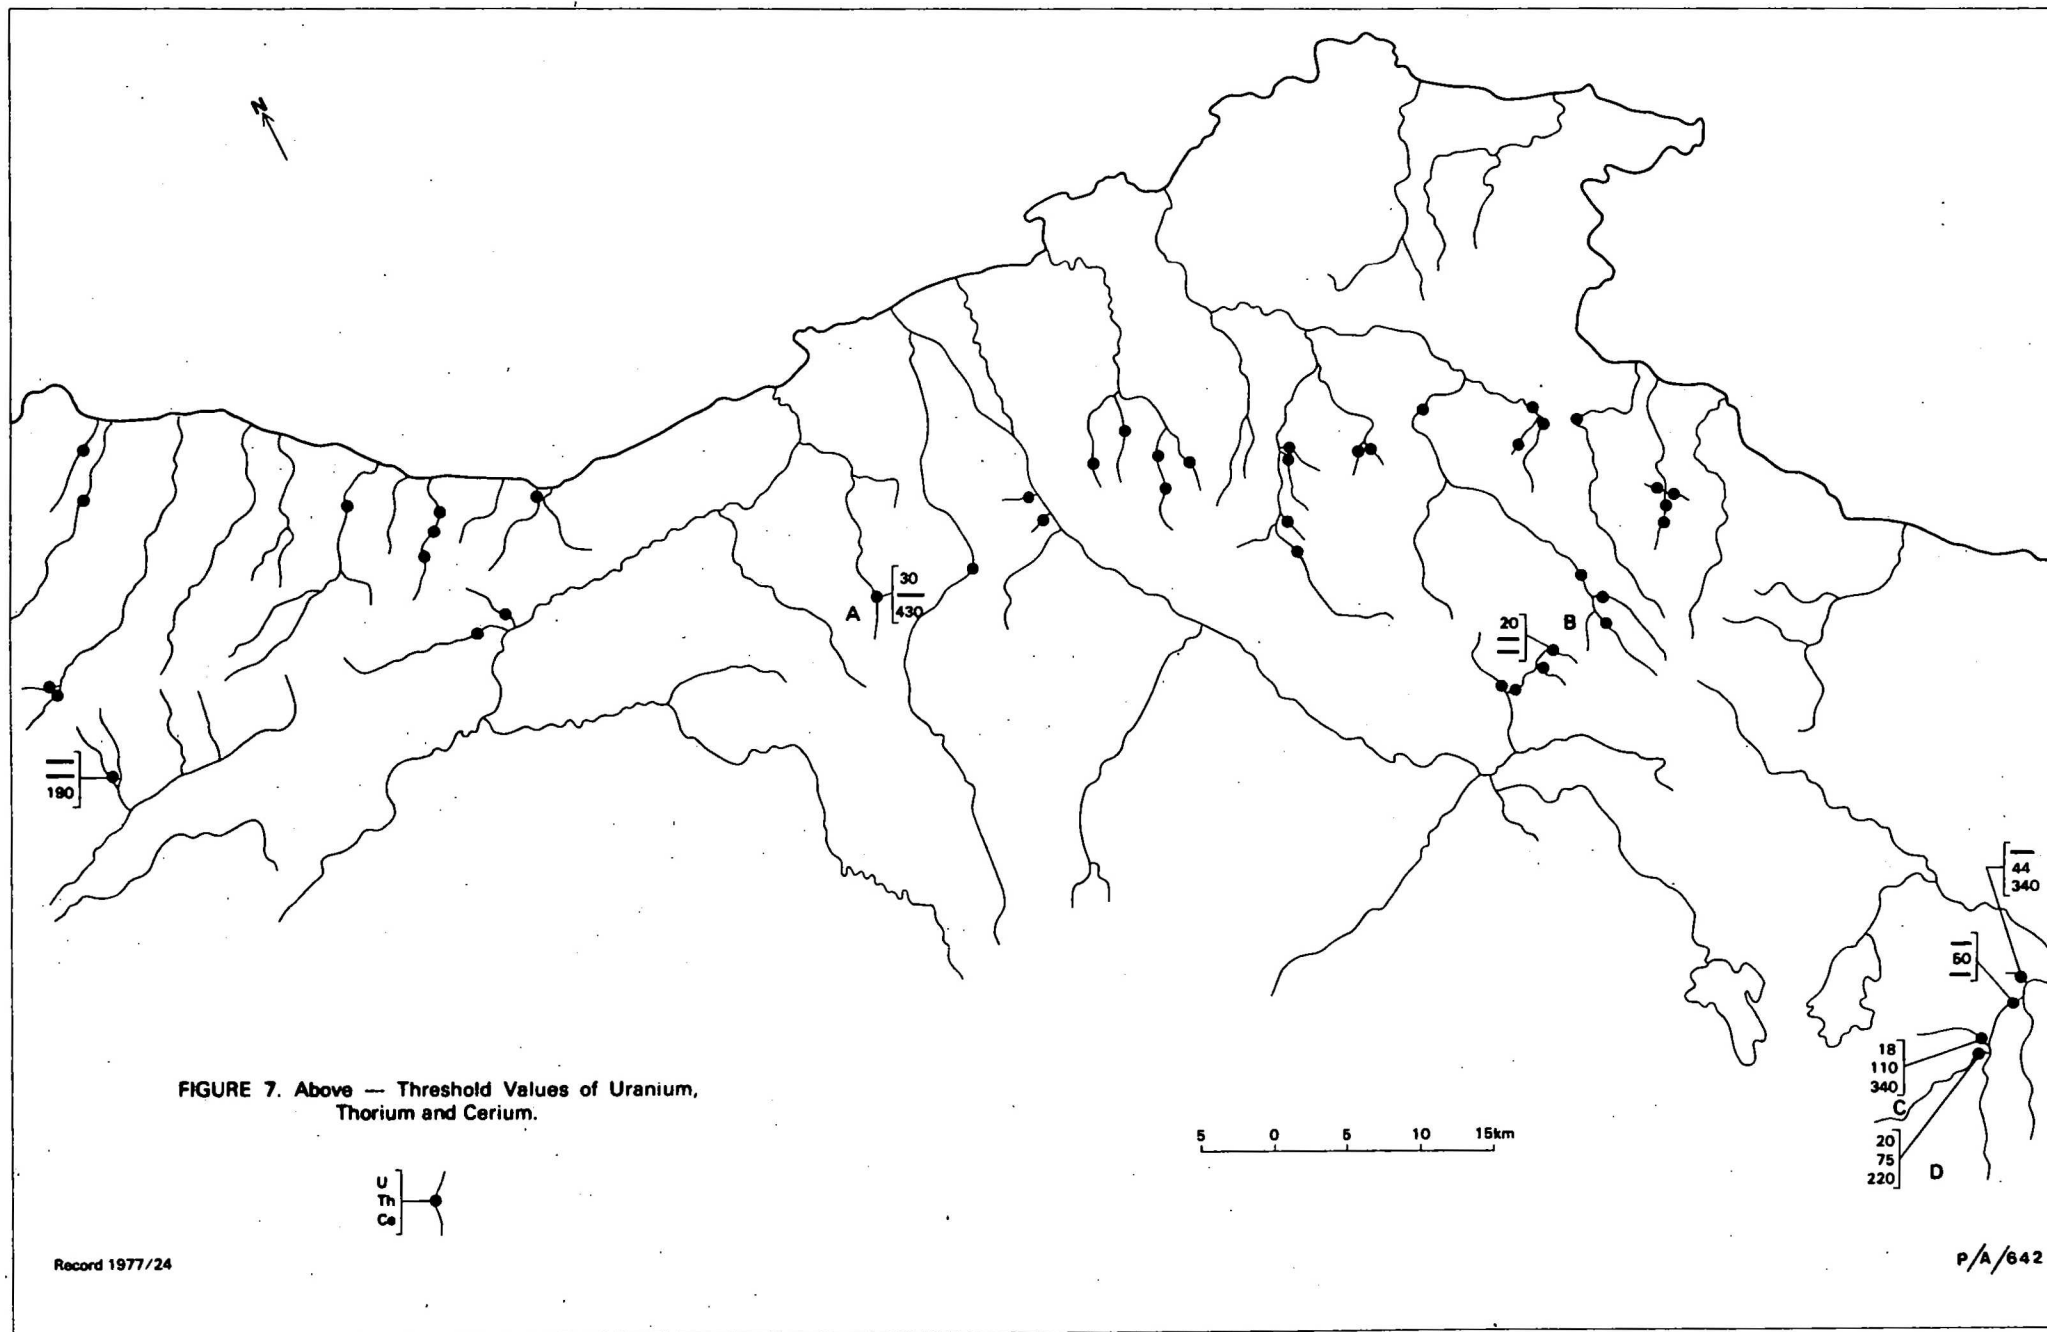 N
A
30
—
430
20
—
—
B
—
—
190
—
44
340
—
50
—
18
110
340
C
20
75
220
D
FIGURE 7. Above — Threshold Values of Uranium,
Thorium and Cerium.
5 0 5 10 15km
U
Th
Ce
Record 1977/24
P/A/642